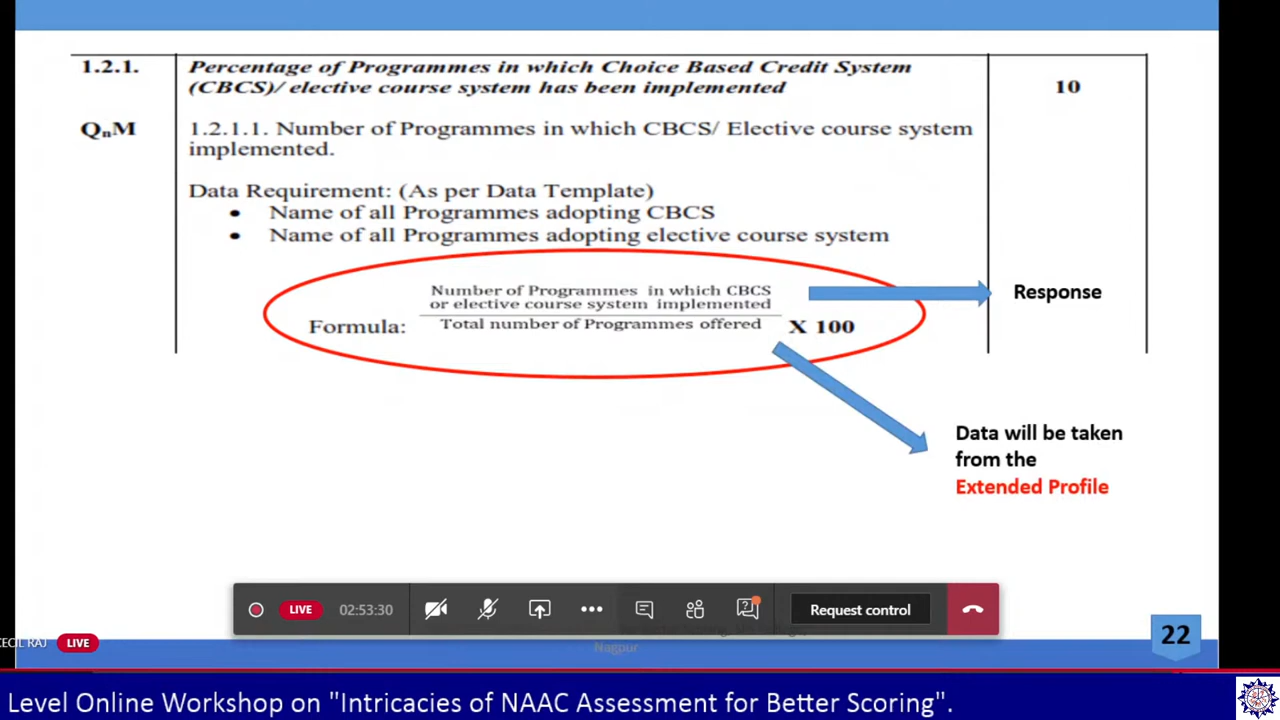 1.2.1.
Percentage of Programmes in which Choice Based Credit System
(CBCS)/ elective course system has been implemented
10
QnM
1.2.1.1. Number of Programmes in which CBCS/ Elective course system
implemented.
Data Requirement: (As per Data Template)
• Name of all Programmes adopting CBCS
• Name of all Programmes adopting elective course system
Number of Programmes in which CBCS
or elective course system implemented
Formula:
Total number of Programmes offered
X 100
Response
Data will be taken
from the
Extended Profile
LIVE
02:53:30
Request control
22
CECIL RAJ
LIVE
Nagpur
Level Online Workshop on "Intricacies of NAAC Assessment for Better Scoring".